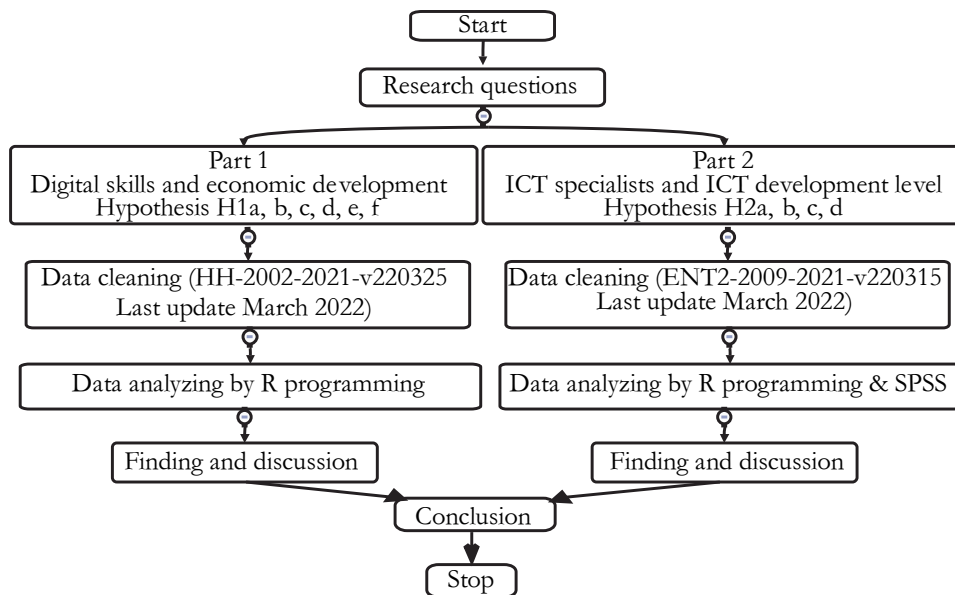 Start
Research questions
Part 1
Digital skills and economic development
Hypothesis H1a, b, c, d, e, f
Part 2
ICT specialists and ICT development level
Hypothesis H2a, b, c, d
Data cleaning (HH-2002-2021-v220325
Last update March 2022)
Data cleaning (ENT2-2009-2021-v220315
Last update March 2022)
Data analyzing by R programming
Data analyzing by R programming & SPSS
Finding and discussion
Finding and discussion
Conclusion
Stop